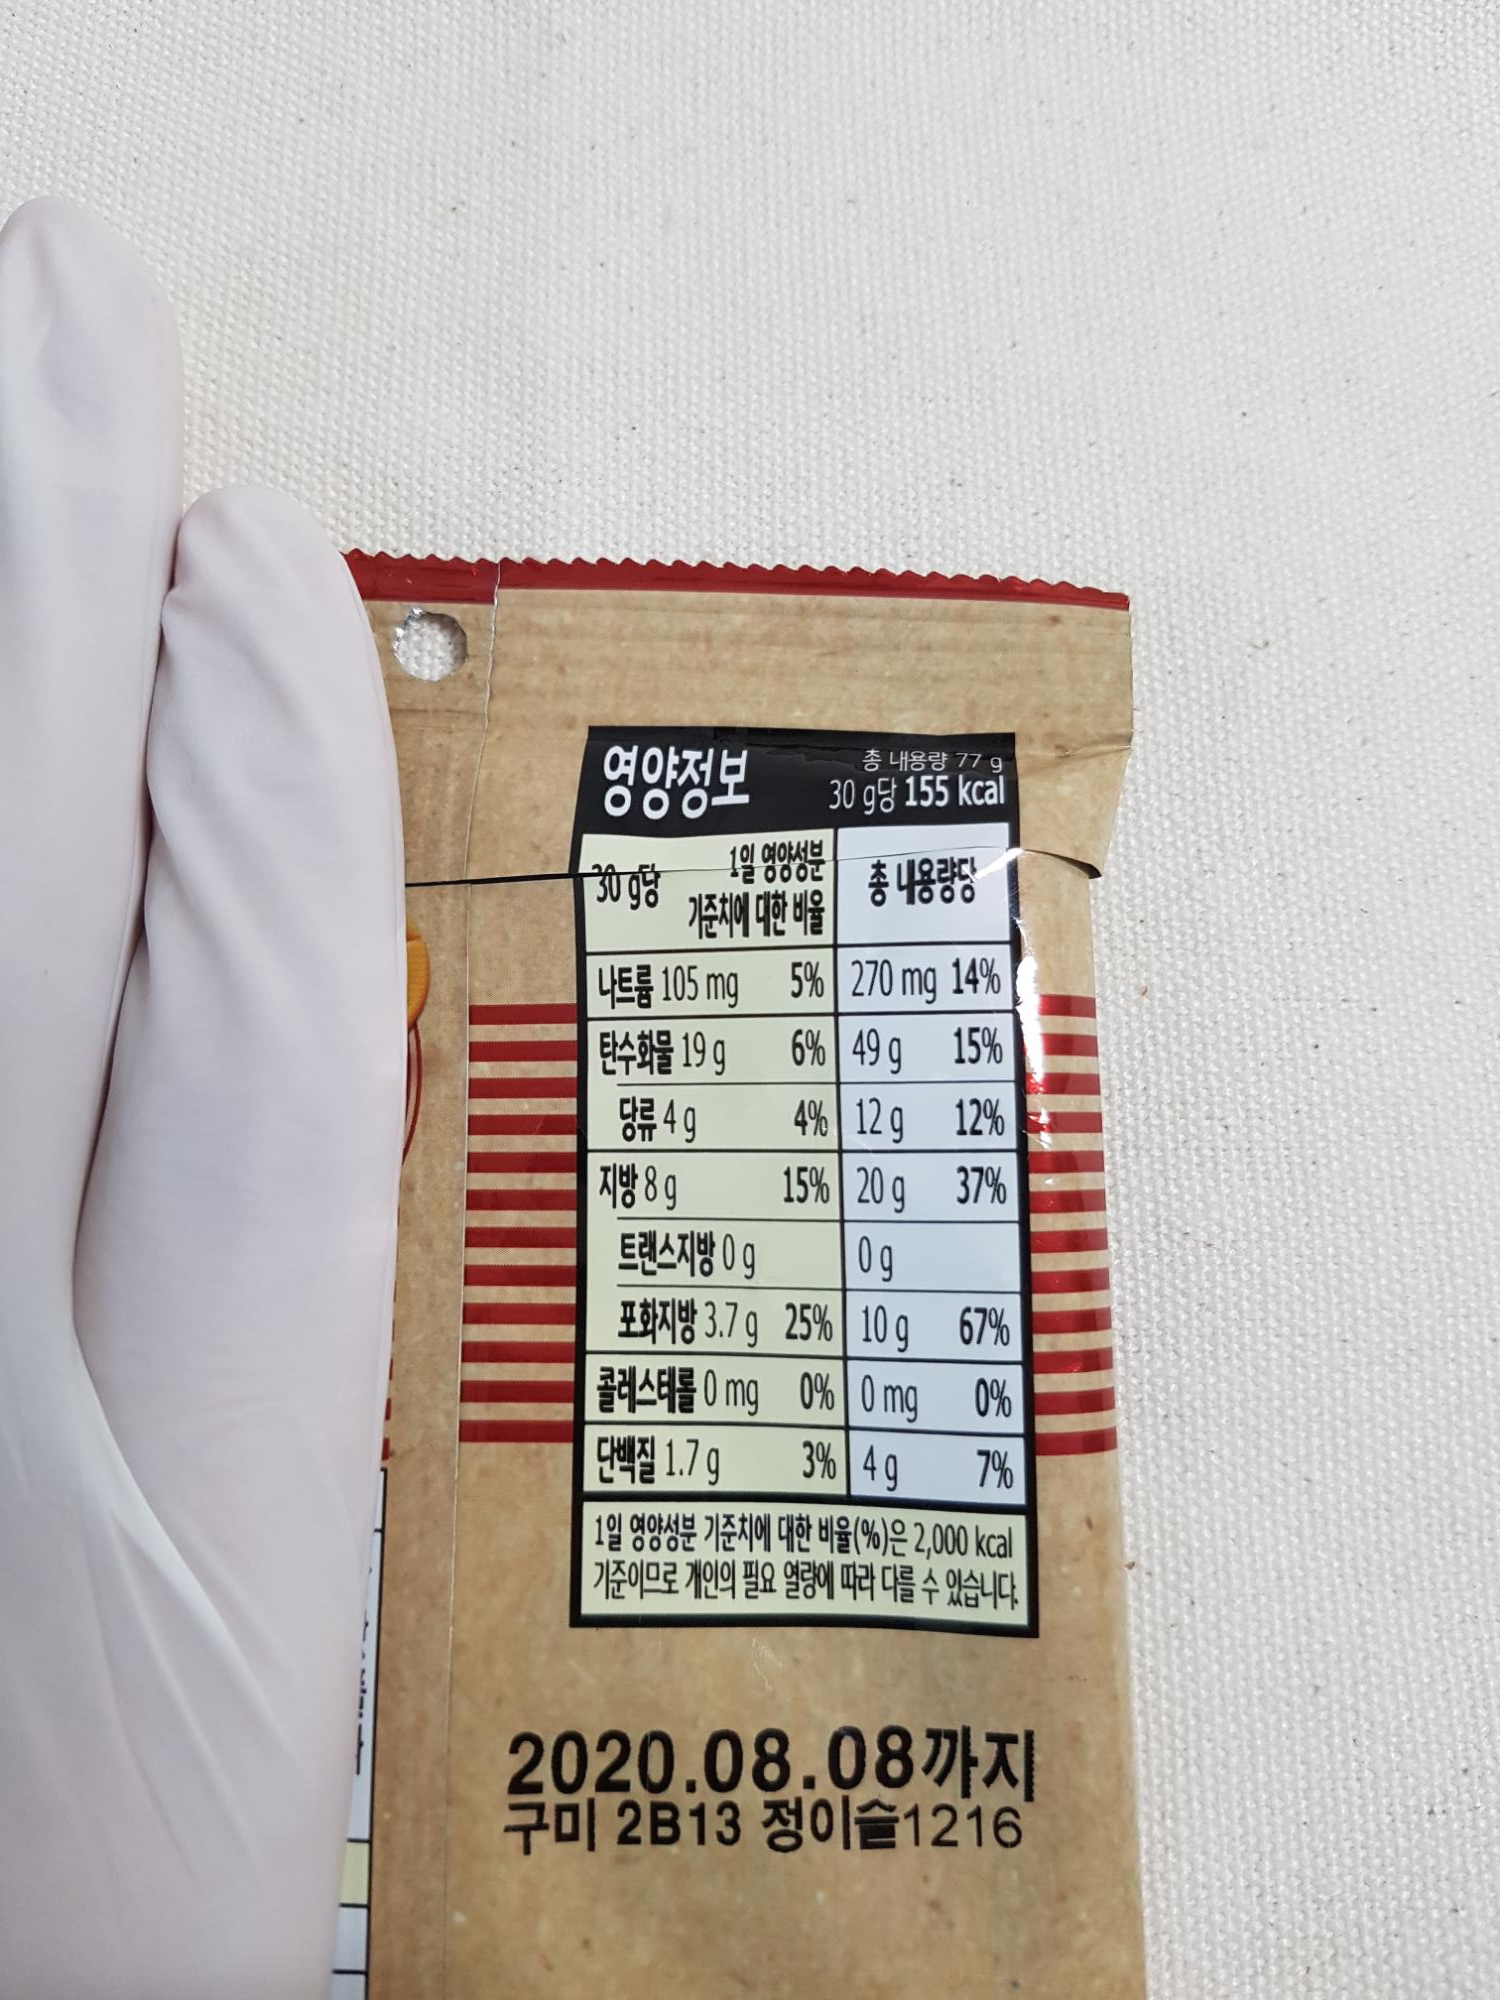 영양정보
총 내용량 77 g
30 g당 155 kcal
30 g당 1일 영양성분 기준치에 대한 비율 총 내용량당
나트륨 105 mg 5% 270 mg 14%
탄수화물 19 g 6% 49 g 15%
당류 4 g 4% 12 g 12%
지방 8 g 15% 20 g 37%
트랜스지방 0 g 0 g
포화지방 3.7 g 25% 10 g 67%
콜레스테롤 0 mg 0% 0 mg 0%
단백질 1.7 g 3% 4 g 7%
1일 영양성분 기준치에 대한 비율(%)은 2,000 kcal
기준이므로 개인의 필요 열량에 따라 다를 수 있습니다.
2020.08.08까지
구미 2B13 정이슬1216